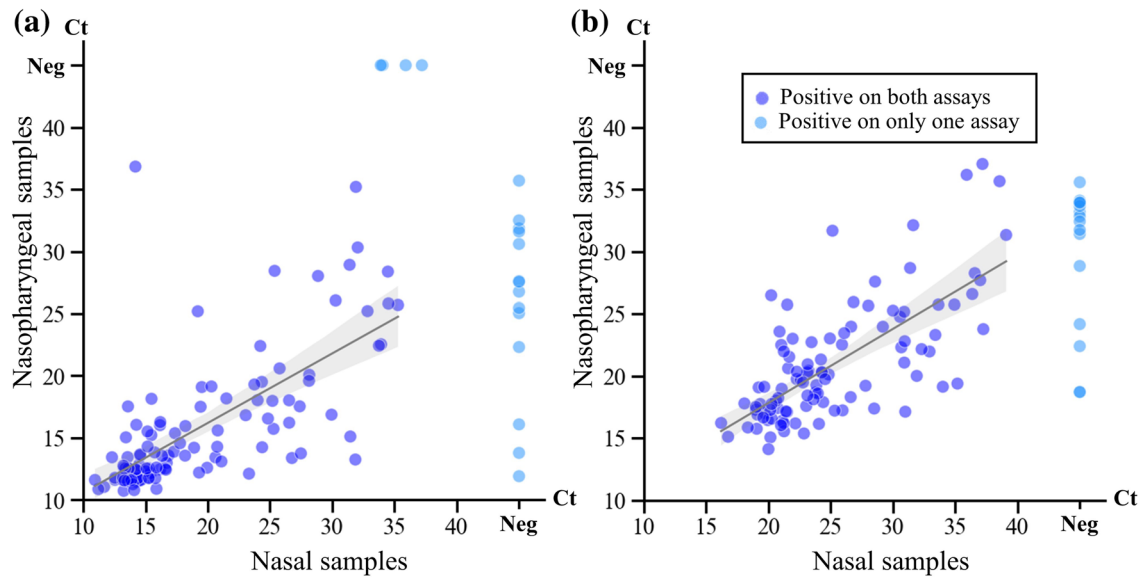 (a)
Ct
Neg
40
35
30
25
20
15
10
Nasopharyngeal samples
10 15 20 25 30 35 40 Neg
Ct
Nasal samples
(b)
Ct
Neg
40
35
30
25
20
15
10
Nasopharyngeal samples
Positive on both assays
Positive on only one assay
10 15 20 25 30 35 40 Neg
Ct
Nasal samples